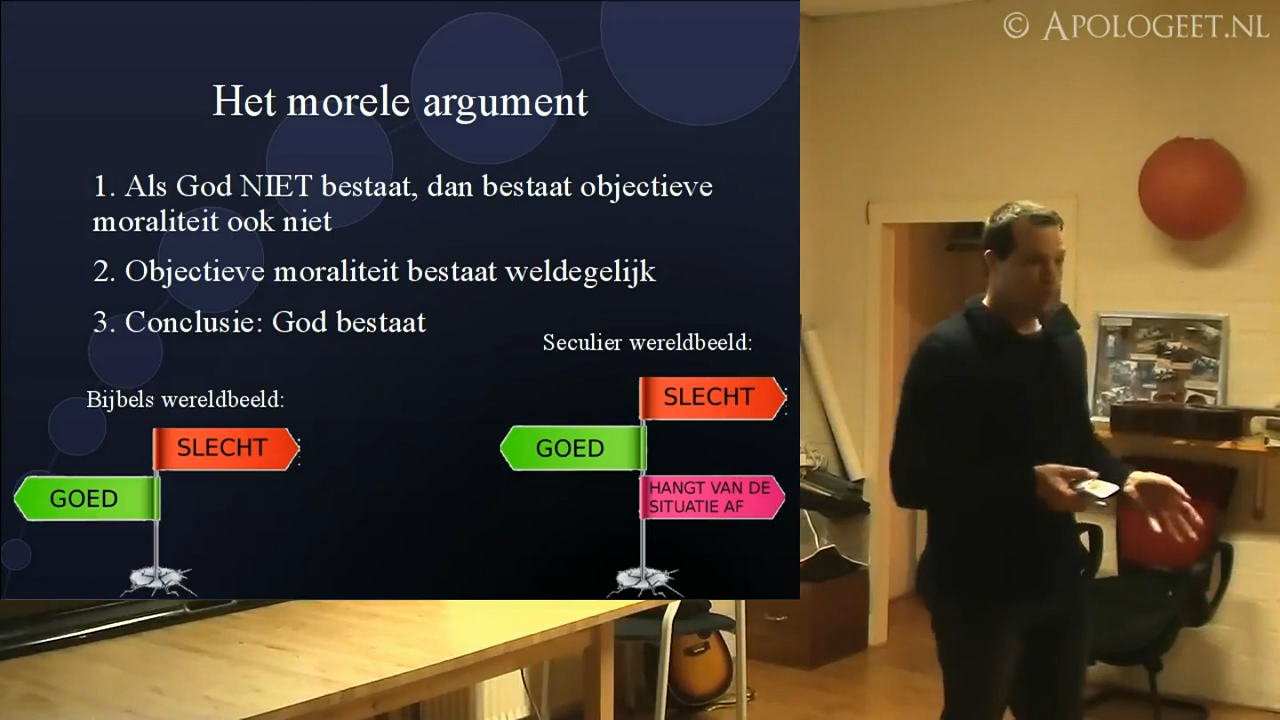 © APOLOGEET.NL
Het morele argument
1. Als God NIET bestaat, dan bestaat objectieve
moraliteit ook niet
2. Objectieve moraliteit bestaat weldegelijk
3. Conclusie: God bestaat
Seculier wereldbeeld:
Bijbels wereldbeeld:
SLECHT
GOED
SLECHT
GOED
HANGT VAN DE
SITUATIE AF